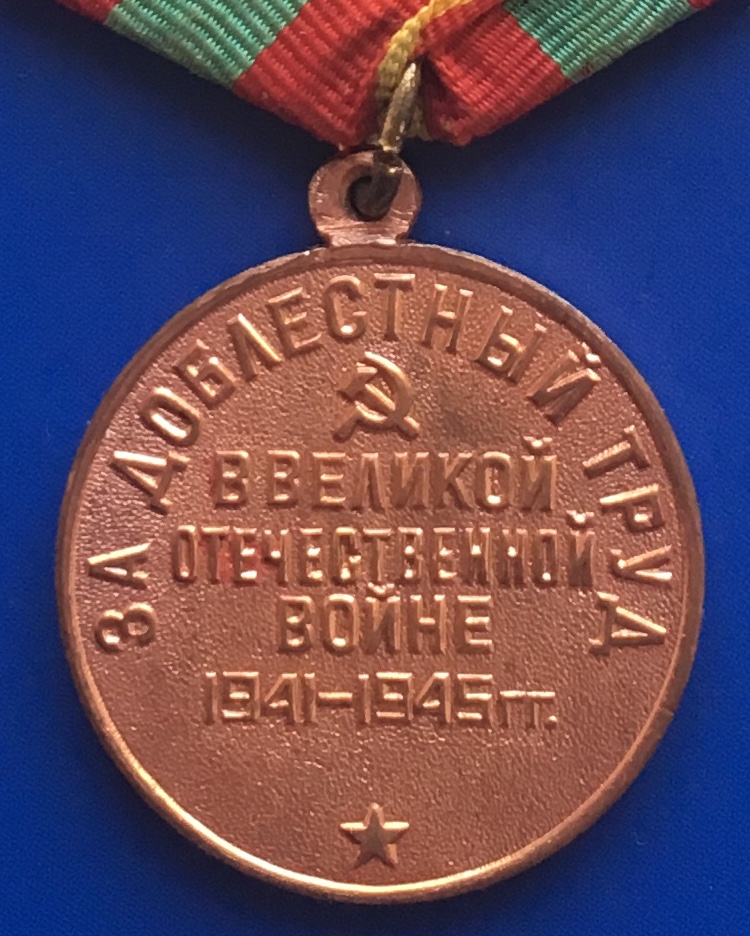 ЗА ДОБЛЕСТНЫЙ ТРУД
В ВЕЛИКОЙ
ОТЕЧЕСТВЕННОЙ
ВОЙНЕ
1941-1945 гг.